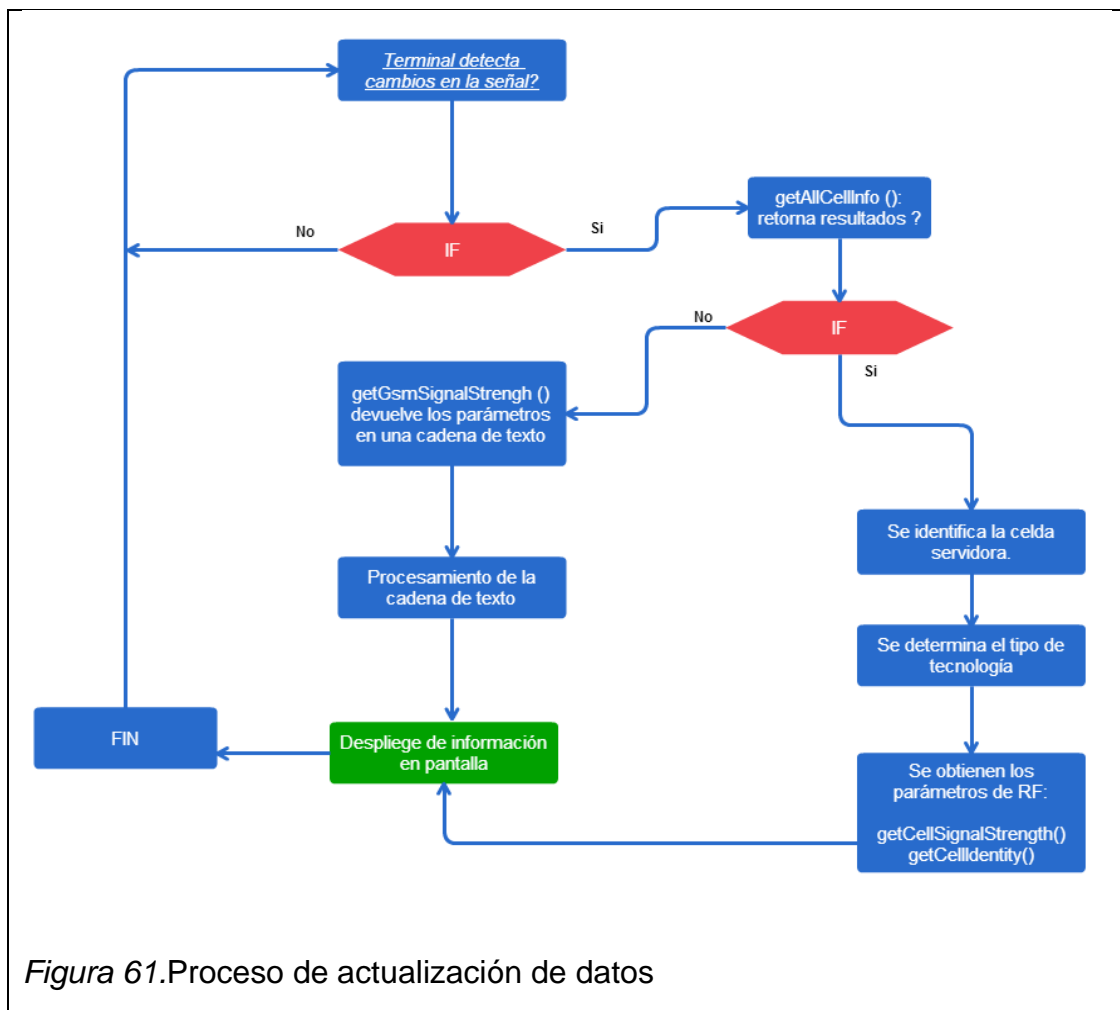 Terminal detecta
cambios en la señal?
No
IF
Si
getAllCellInfo ():
retorna resultados ?
No
IF
Si
getGsmSignalStrengh ()
devuelve los parámetros
en una cadena de texto
Procesamiento de la
cadena de texto
Se identifica la celda
servidora.
Se determina el tipo de
tecnología
FIN
Despliege de información
en pantalla
Se obtienen los
parámetros de RF:
getCellSignalStrength()
getCellIdentity()
Figura 61.Proceso de actualización de datos